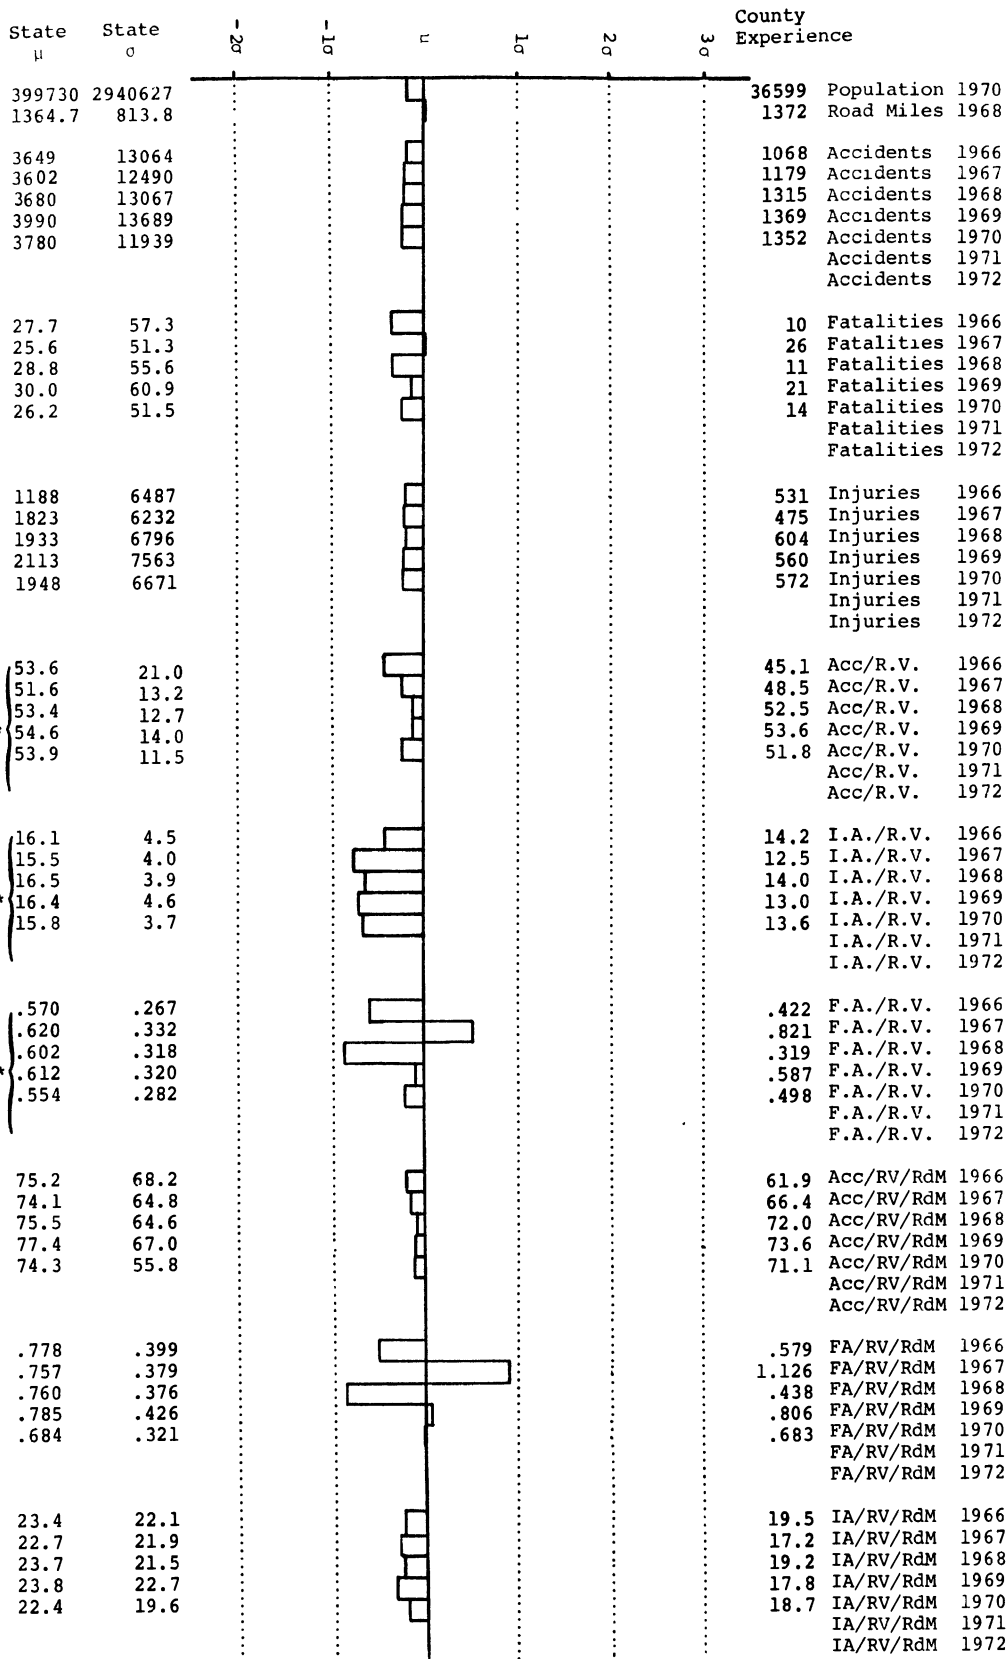 State State -2σ -1σ μ 1σ 2σ 3σ County
μ σ Experience
399730 2940627 36599 Population 1970
1364.7 813.8 1372 Road Miles 1968
3649 13064 1068 Accidents 1966
3602 12490 1179 Accidents 1967
3680 13067 1315 Accidents 1968
3990 13689 1369 Accidents 1969
3780 11939 1352 Accidents 1970
Accidents 1971
Accidents 1972
27.7 57.3 10 Fatalities 1966
25.6 51.3 26 Fatalities 1967
28.8 55.6 11 Fatalities 1968
30.0 60.9 21 Fatalities 1969
26.2 51.5 14 Fatalities 1970
Fatalities 1971
Fatalities 1972
1188 6487 531 Injuries 1966
1823 6232 475 Injuries 1967
1933 6796 604 Injuries 1968
2113 7563 560 Injuries 1969
1948 6671 572 Injuries 1970
Injuries 1971
Injuries 1972
53.6 21.0 45.1 Acc/R.V. 1966
51.6 13.2 48.5 Acc/R.V. 1967
53.4 12.7 52.5 Acc/R.V. 1968
* 54.6 14.0 53.6 Acc/R.V. 1969
53.9 11.5 51.8 Acc/R.V. 1970
Acc/R.V. 1971
Acc/R.V. 1972
16.1 4.5 14.2 I.A./R.V. 1966
15.5 4.0 12.5 I.A./R.V. 1967
16.5 3.9 14.0 I.A./R.V. 1968
* 16.4 4.6 13.0 I.A./R.V. 1969
15.8 3.7 13.6 I.A./R.V. 1970
I.A./R.V. 1971
I.A./R.V. 1972
.570 .267 .422 F.A./R.V. 1966
.620 .332 .821 F.A./R.V. 1967
.602 .318 .319 F.A./R.V. 1968
* .612 .320 .587 F.A./R.V. 1969
.554 .282 .498 F.A./R.V. 1970
F.A./R.V. 1971
F.A./R.V. 1972
75.2 68.2 61.9 Acc/RV/RdM 1966
74.1 64.8 66.4 Acc/RV/RdM 1967
75.5 64.6 72.0 Acc/RV/RdM 1968
77.4 67.0 73.6 Acc/RV/RdM 1969
74.3 55.8 71.1 Acc/RV/RdM 1970
Acc/RV/RdM 1971
Acc/RV/RdM 1972
.778 .399 .579 FA/RV/RdM 1966
.757 .379 1.126 FA/RV/RdM 1967
.760 .376 .438 FA/RV/RdM 1968
.785 .426 .806 FA/RV/RdM 1969
.684 .321 .683 FA/RV/RdM 1970
FA/RV/RdM 1971
FA/RV/RdM 1972
23.4 22.1 19.5 IA/RV/RdM 1966
22.7 21.9 17.2 IA/RV/RdM 1967
23.7 21.5 19.2 IA/RV/RdM 1968
23.8 22.7 17.8 IA/RV/RdM 1969
22.4 19.6 18.7 IA/RV/RdM 1970
IA/RV/RdM 1971
IA/RV/RdM 1972